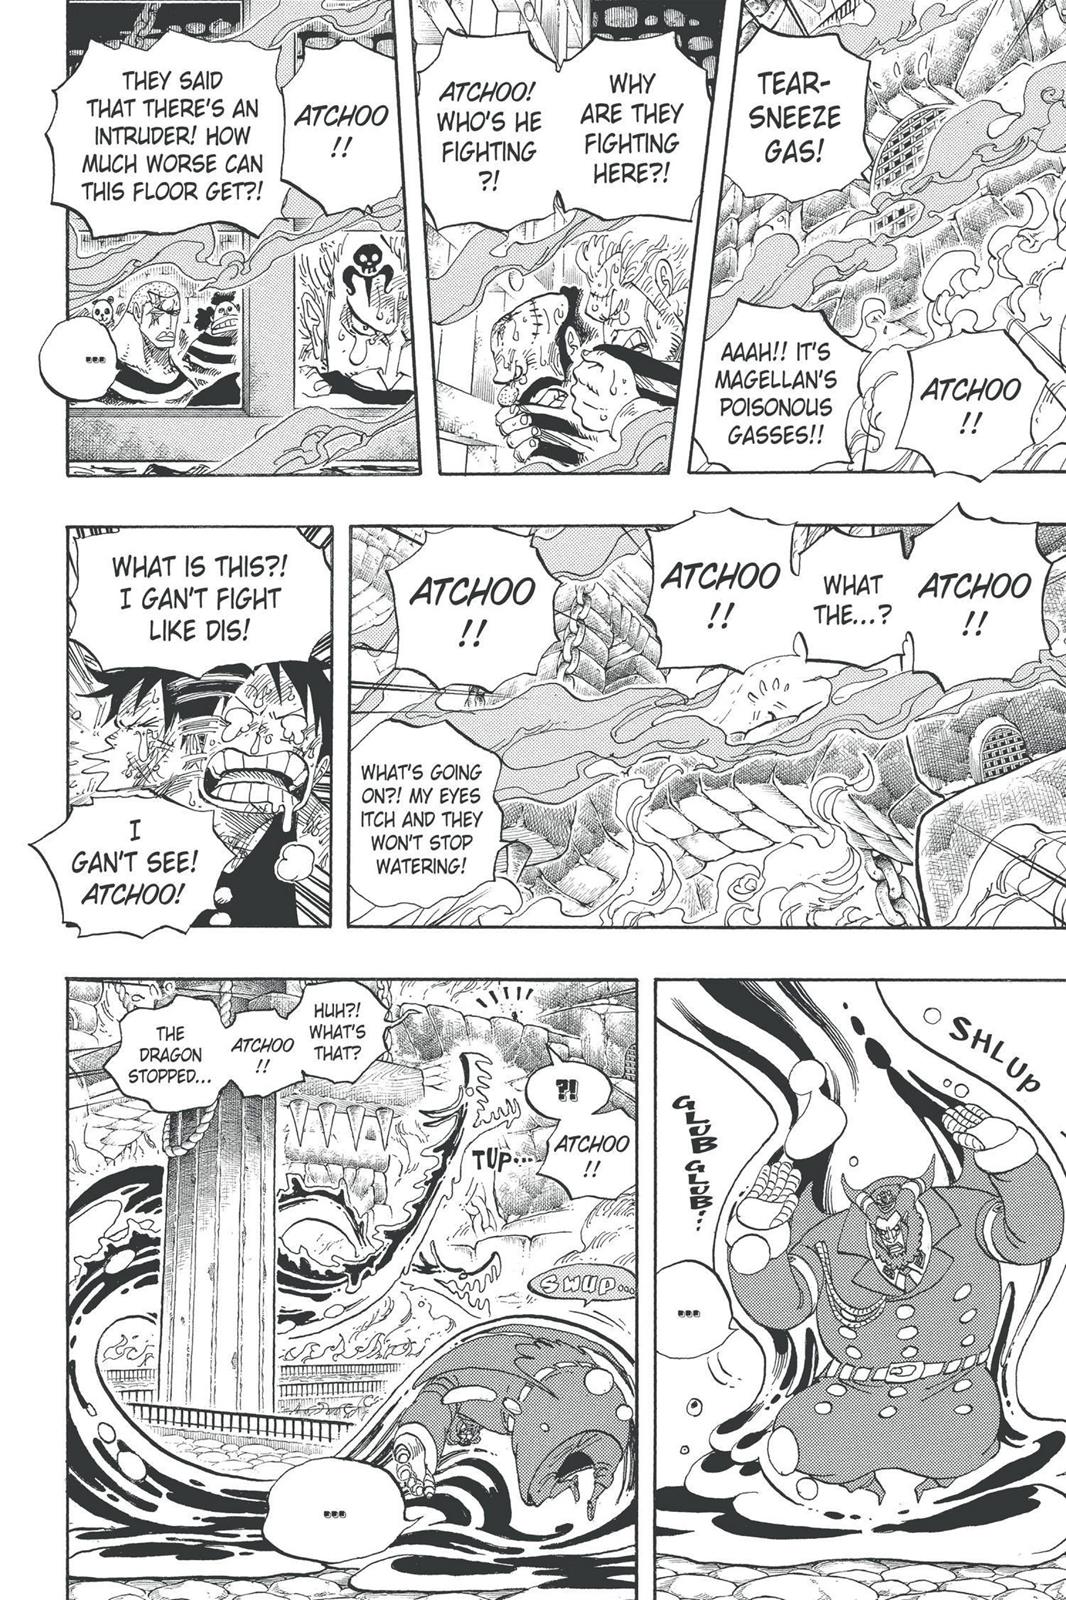 TEAR-
SNEEZE
GAS!
AAAH!! IT'S
MAGELLAN'S
POISONOUS
GASSES!!
ATCHOO
!!
WHY
ARE THEY
FIGHTING
HERE?!
ATCHOO!
WHO'S HE
FIGHTING
?!
ATCHOO
!!
THEY SAID
THAT THERE'S AN
INTRUDER! HOW
MUCH WORSE CAN
THIS FLOOR GET?!
...
ATCHOO
!!
WHAT
THE...?
ATCHOO
!!
ATCHOO
!!
WHAT'S GOING
ON?! MY EYES
ITCH AND THEY
WON'T STOP
WATERING!
WHAT IS THIS?!
I GAN'T FIGHT
LIKE DIS!
I
GAN'T SEE!
ATCHOO!
SHLUP
GLUB GLUB!!
...
?!
ATCHOO
!!
TUP...
SHUP...
HUH?!
WHAT'S
THAT?
ATCHOO
!!
THE
DRAGON
STOPPED...
...